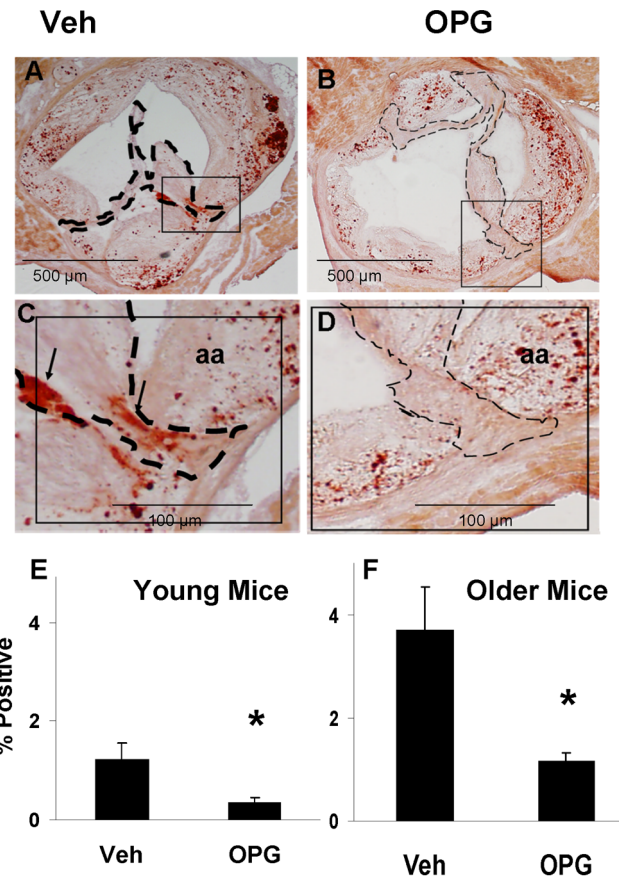 Veh OPG
A B
500 µm 500 µm
C D
aa aa
100 µm 100 µm
E Young Mice F Older Mice
% Positive
4 4
2 * 2 *
0 0
Veh OPG Veh OPG